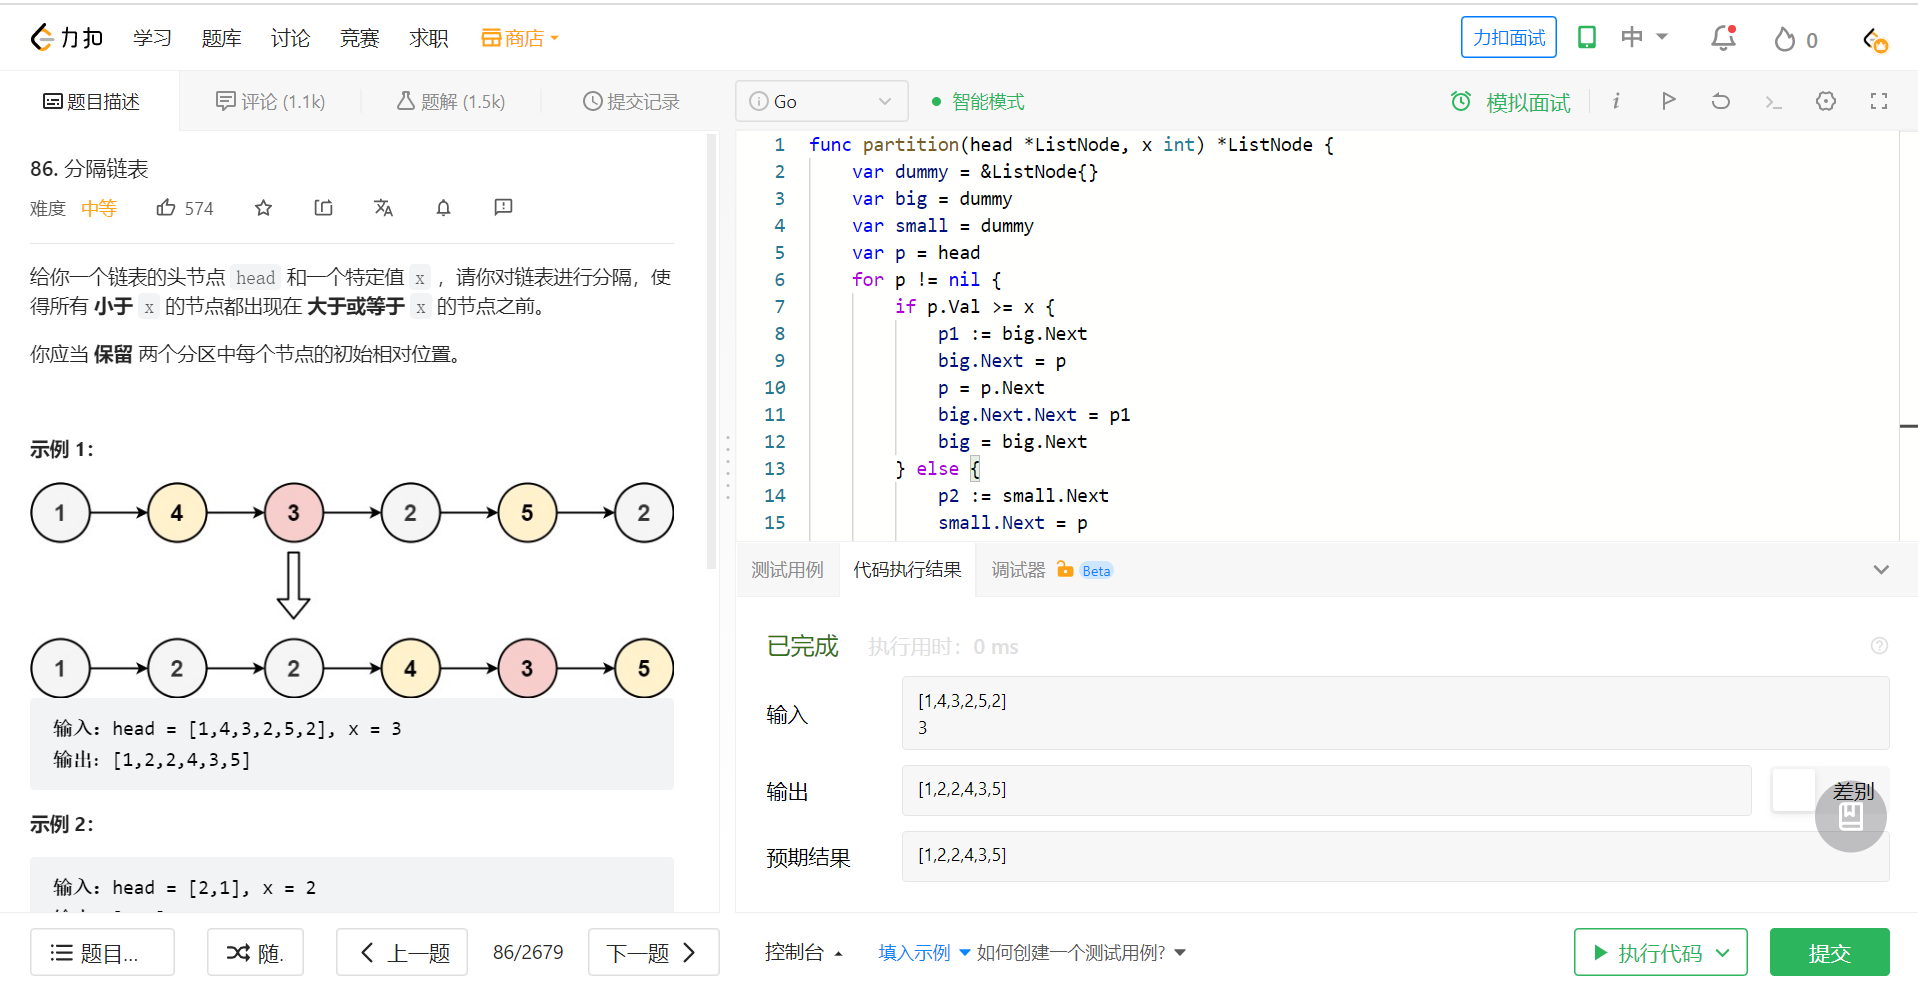 力扣 学习 题库 讨论 竞赛 求职 商店 力扣面试 中 0
题目描述 评论 (1.1k) 题解 (1.5k) 提交记录
i Go 智能模式 模拟面试 i
86. 分隔链表
难度 中等 574
给你一个链表的头节点 head 和一个特定值 x ，请你对链表进行分隔，使
得所有 小于 x 的节点都出现在 大于或等于 x 的节点之前。
你应当 保留 两个分区中每个节点的初始相对位置。
示例 1：
1 4 3 2 5 2
1 2 2 4 3 5
输入：head = [1,4,3,2,5,2], x = 3
输出：[1,2,2,4,3,5]
示例 2：
输入：head = [2,1], x = 2
1 func partition(head *ListNode, x int) *ListNode {
2 var dummy = &ListNode{}
3 var big = dummy
4 var small = dummy
5 var p = head
6 for p != nil {
7 if p.Val >= x {
8 p1 := big.Next
9 big.Next = p
10 p = p.Next
11 big.Next.Next = p1
12 big = big.Next
13 } else {
14 p2 := small.Next
15 small.Next = p
测试用例 代码执行结果 调试器 Beta
已完成 执行用时：0 ms
输入 [1,4,3,2,5,2]
3
输出 [1,2,2,4,3,5] 差别
预期结果 [1,2,2,4,3,5]
题目... 随. 上一题 86/2679 下一题 控制台 填入示例 如何创建一个测试用例? 执行代码 提交